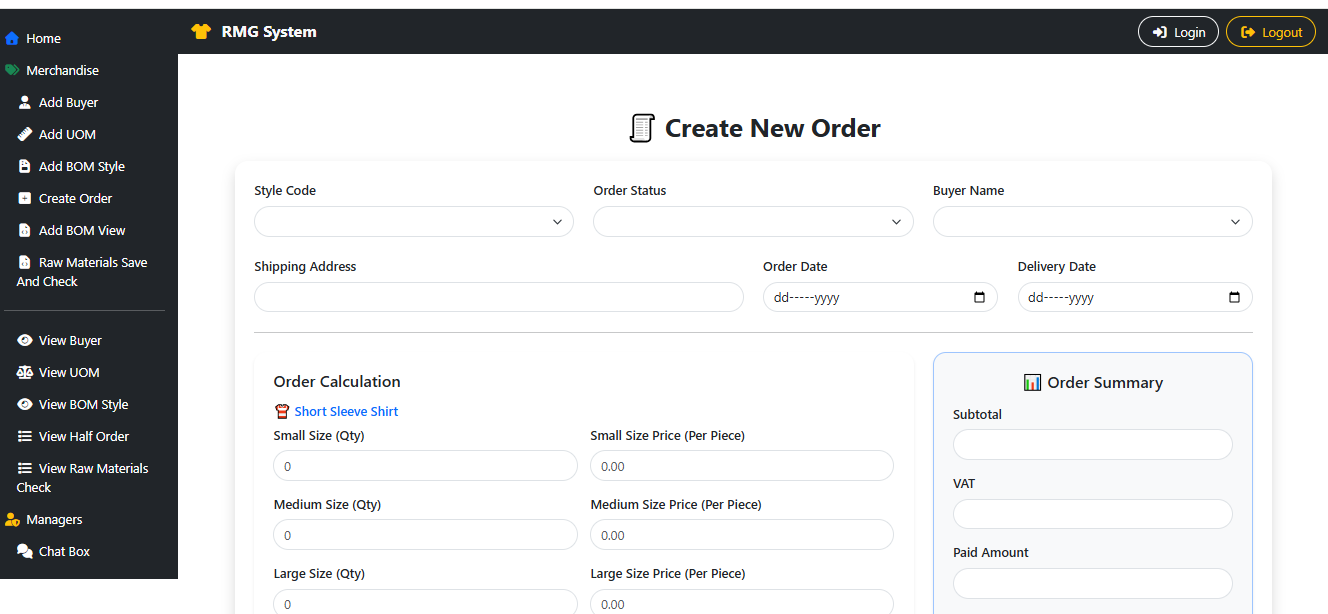 Home
Merchandise
Add Buyer
Add UOM
Add BOM Style
Create Order
Add BOM View
Raw Materials Save
And Check
View Buyer
View UOM
View BOM Style
View Half Order
View Raw Materials
Check
Managers
Chat Box
RMG System
Login
Logout
Create New Order
Style Code
Order Status
Buyer Name
Shipping Address
Order Date
Delivery Date
dd-----yyyy
dd-----yyyy
Order Calculation
Short Sleeve Shirt
Small Size (Qty)
Small Size Price (Per Piece)
0
0.00
Medium Size (Qty)
Medium Size Price (Per Piece)
0
0.00
Large Size (Qty)
Large Size Price (Per Piece)
0
0.00
Order Summary
Subtotal
VAT
Paid Amount